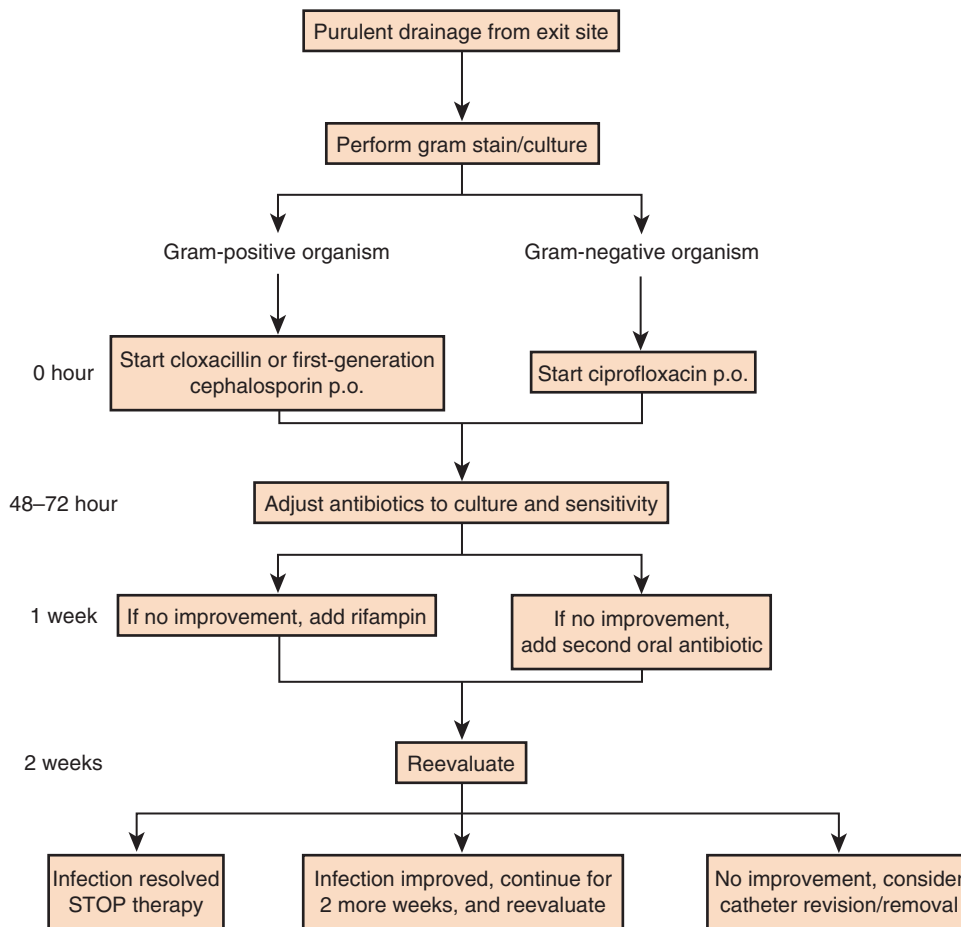 Purulent drainage from exit site
Perform gram stain/culture
Gram-positive organism
Gram-negative organism
0 hour
Start cloxacillin or first-generation
cephalosporin p.o.
Start ciprofloxacin p.o.
48–72 hour
Adjust antibiotics to culture and sensitivity
1 week
If no improvement, add rifampin
If no improvement,
add second oral antibiotic
2 weeks
Reevaluate
Infection resolved
STOP therapy
Infection improved, continue for
2 more weeks, and reevaluate
No improvement, consider
catheter revision/removal